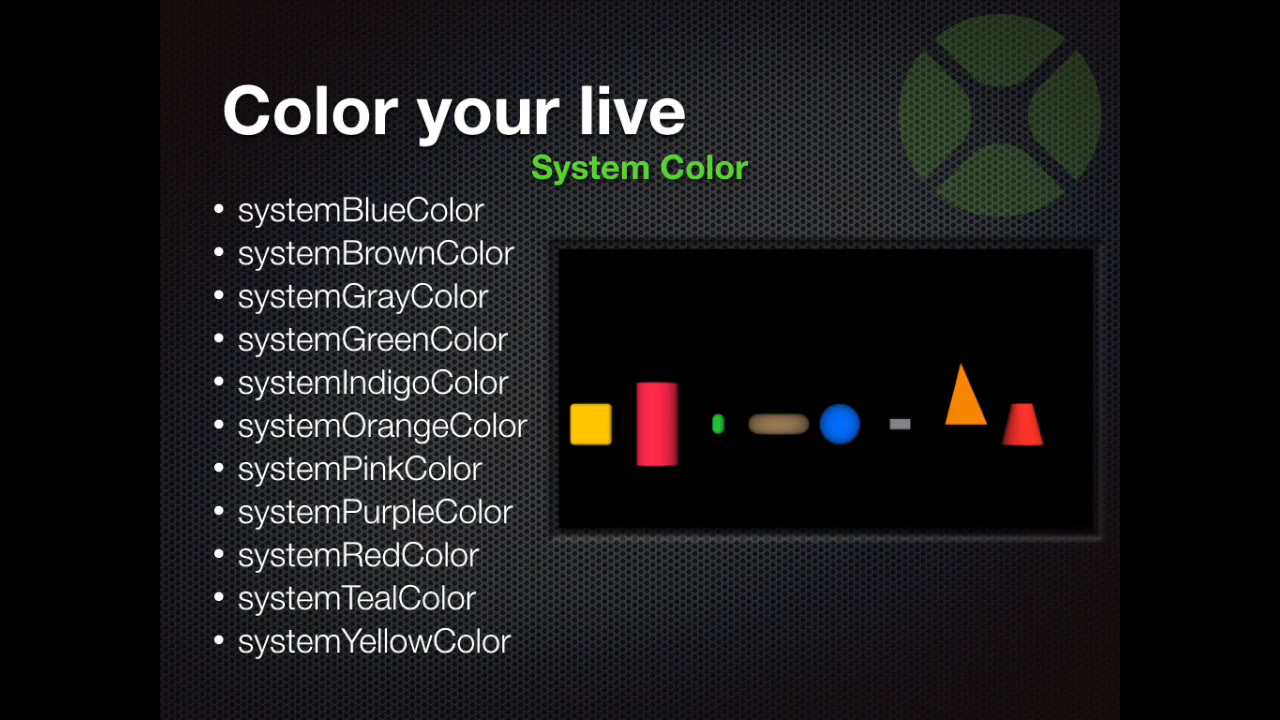 Color your live
System Color
• systemBlueColor
• systemBrownColor
• systemGrayColor
• systemGreenColor
• systemIndigoColor
• systemOrangeColor
• systemPinkColor
• systemPurpleColor
• systemRedColor
• systemTealColor
• systemYellowColor